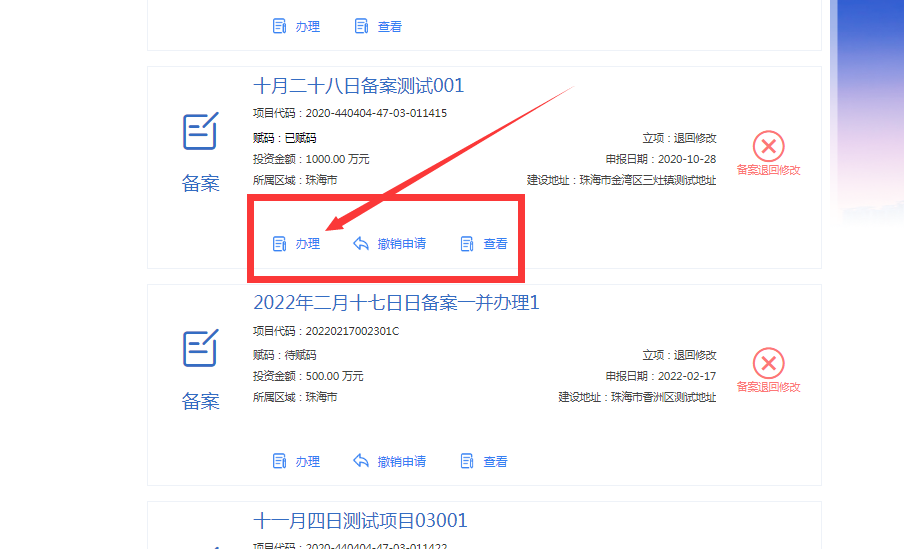 办理 查看
十月二十八日备案测试001
项目代码：2020-440404-47-03-011415
赋码：已赋码 立项：退回修改
投资金额：1000.00 万元 申报日期：2020-10-28
所属区域：珠海市 建设地址：珠海市金湾区三灶镇测试地址
备案
备案退回修改
办理 撤销申请 查看
2022年二月十七日日备案一并办理1
项目代码：20220217002301C
赋码：待赋码 立项：退回修改
投资金额：500.00 万元 申报日期：2022-02-17
所属区域：珠海市 建设地址：珠海市香洲区测试地址
备案
备案退回修改
办理 撤销申请 查看
十一月四日测试项目03001
项目代码：2020-440404-47-03-011422